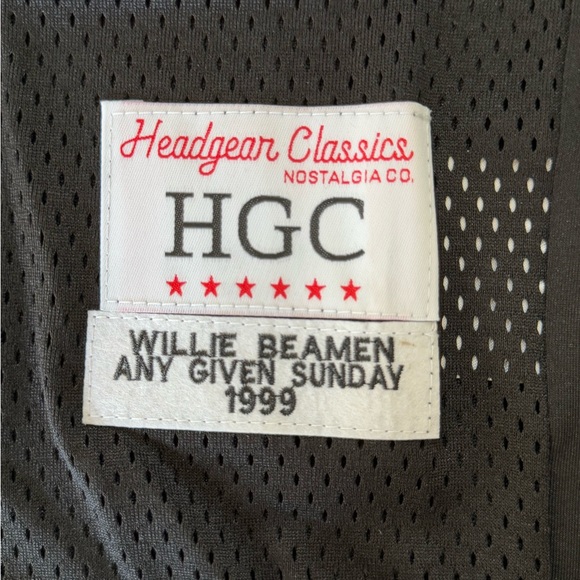 Headgear Classics
NOSTALGIA CO.
HGC
WILLIE BEAMEN
ANY GIVEN SUNDAY
1999